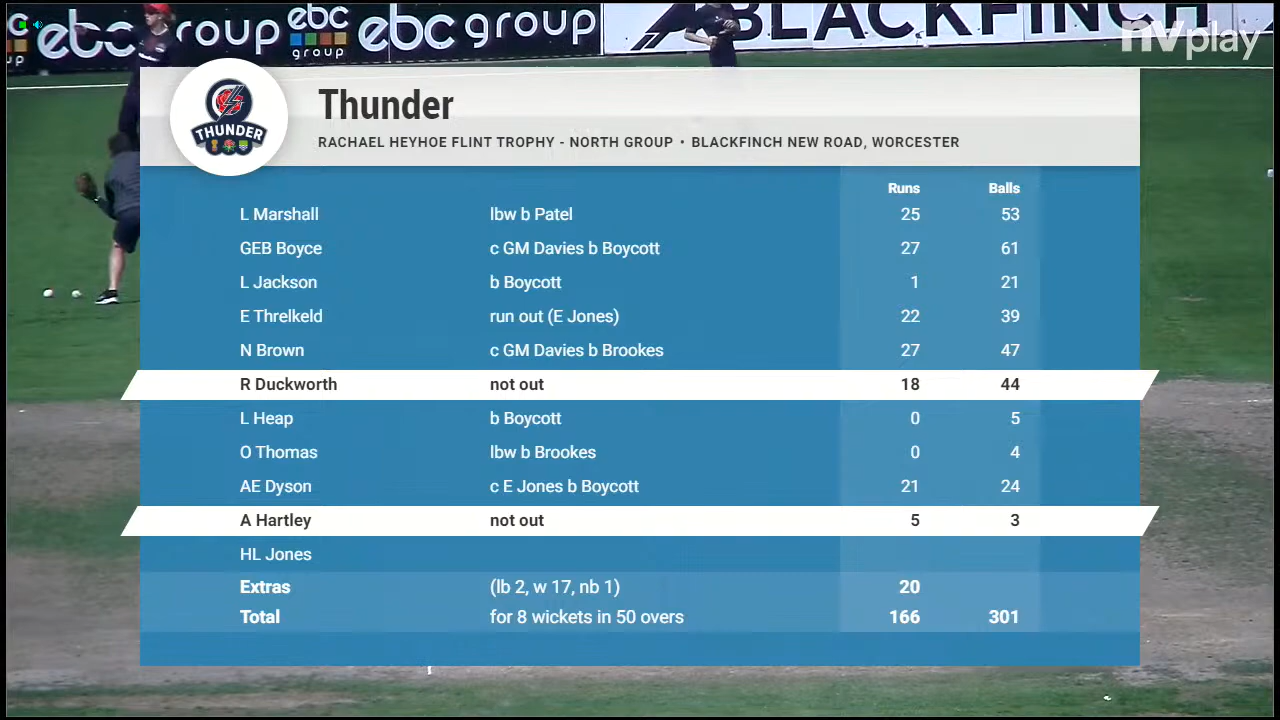 ebc group
ebc group
BLACKFINCH
nvplay
THUNDER
Thunder
RACHAEL HEYHOE FLINT TROPHY - NORTH GROUP • BLACKFINCH NEW ROAD, WORCESTER
Runs Balls
L Marshall lbw b Patel 25 53
GEB Boyce c GM Davies b Boycott 27 61
L Jackson b Boycott 1 21
E Threlkeld run out (E Jones) 22 39
N Brown c GM Davies b Brookes 27 47
R Duckworth not out 18 44
L Heap b Boycott 0 5
O Thomas lbw b Brookes 0 4
AE Dyson c E Jones b Boycott 21 24
A Hartley not out 5 3
HL Jones
Extras (lb 2, w 17, nb 1) 20
Total for 8 wickets in 50 overs 166 301